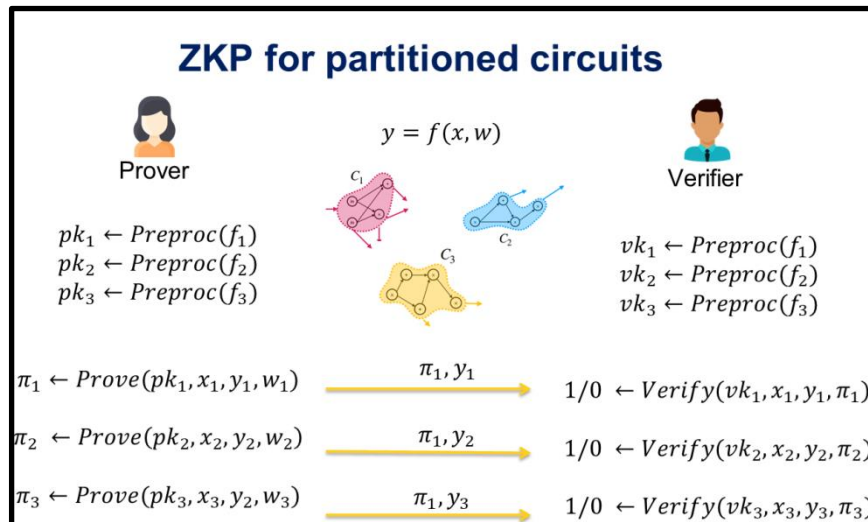 ZKP for partitioned circuits
y = f(x, w)
Prover
Verifier
C₁
C₂
C₃
pk₁ ← Preproc(f₁)
pk₂ ← Preproc(f₂)
pk₃ ← Preproc(f₃)
vk₁ ← Preproc(f₁)
vk₂ ← Preproc(f₂)
vk₃ ← Preproc(f₃)
π₁ ← Prove(pk₁, x₁, y₁, w₁)
π₁, y₁
1/0 ← Verify(vk₁, x₁, y₁, π₁)
π₂ ← Prove(pk₂, x₂, y₂, w₂)
π₁, y₂
1/0 ← Verify(vk₂, x₂, y₂, π₂)
π₃ ← Prove(pk₃, x₃, y₂, w₃)
π₁, y₃
1/0 ← Verify(vk₃, x₃, y₃, π₃)